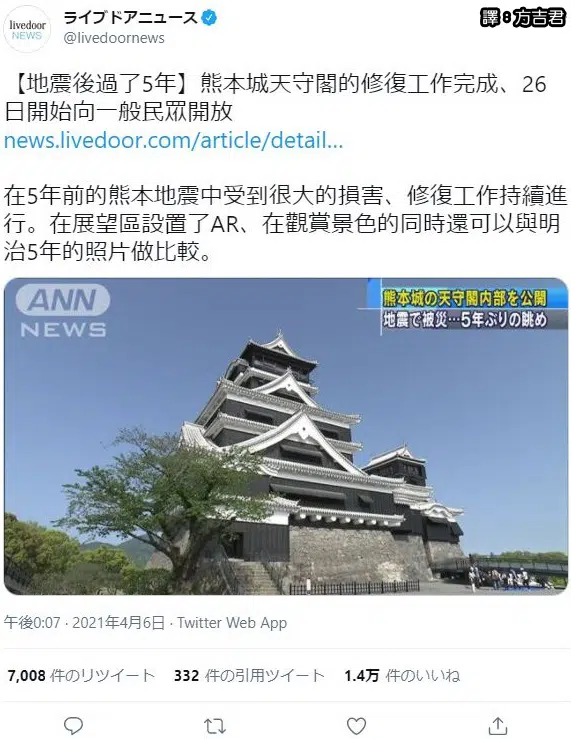 livedoor
NEWS
ライブドアニュース
@livedoornews
譯:方吉君
【地震後過了5年】熊本城天守閣的修復工作完成、26
日開始向一般民眾開放
news.livedoor.com/article/detail...
在5年前的熊本地震中受到很大的損害、修復工作持續進
行。在展望區設置了AR、在觀賞景色的同時還可以與明
治5年的照片做比較。
ANN
NEWS
熊本城の天守閣内部を公開
地震で被災…5年ぶりの眺め
午後0:07 · 2021年4月6日 · Twitter Web App
7,008 件のリツイート 332 件の引用ツイート 1.4万 件のいいね